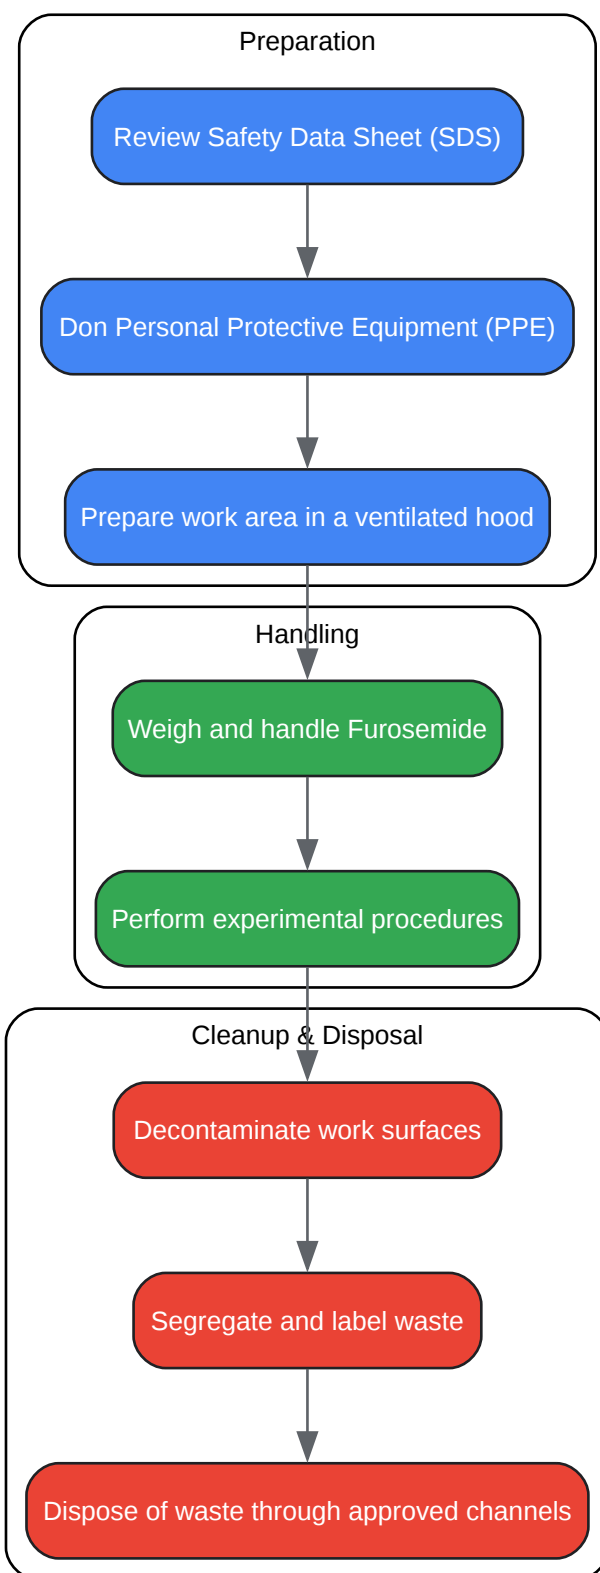 Preparation
Review Safety Data Sheet (SDS)
Don Personal Protective Equipment (PPE)
Prepare work area in a ventilated hood
Handling
Weigh and handle Furosemide
Perform experimental procedures
Cleanup & Disposal
Decontaminate work surfaces
Segregate and label waste
Dispose of waste through approved channels